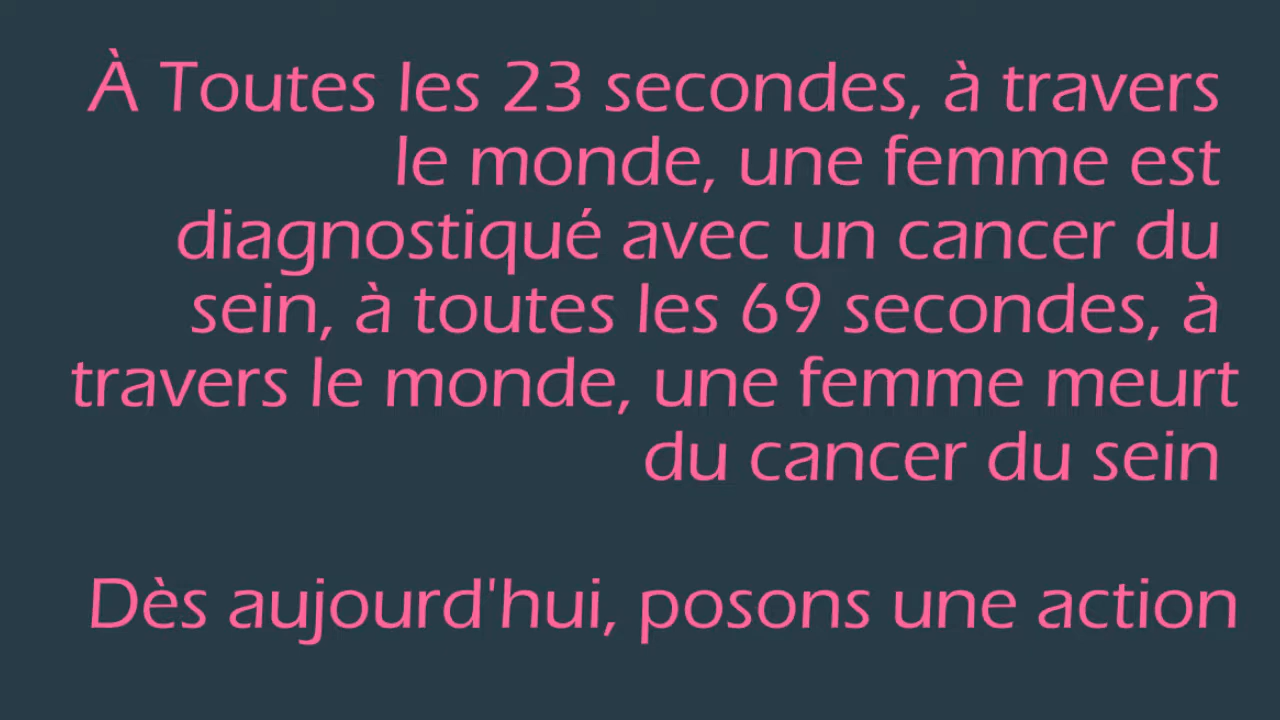 À Toutes les 23 secondes, à travers
le monde, une femme est
diagnostiqué avec un cancer du
sein, à toutes les 69 secondes, à
travers le monde, une femme meurt
du cancer du sein
Dès aujourd'hui, posons une action